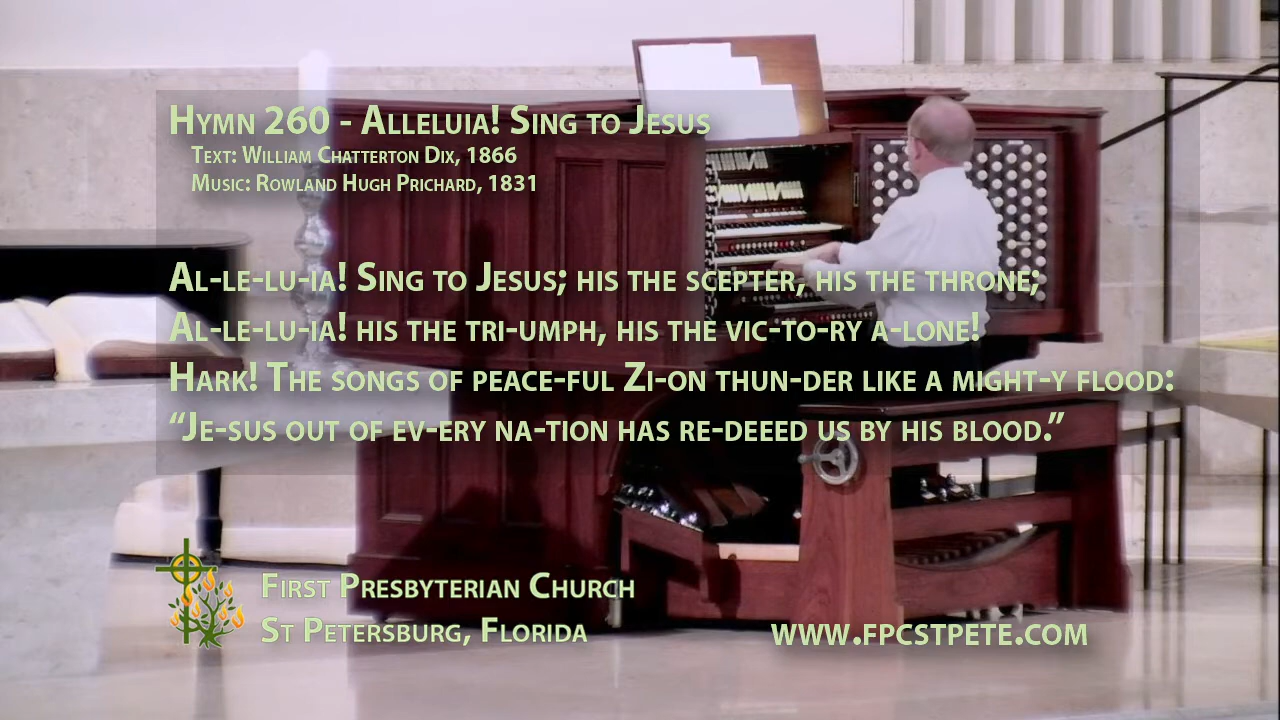 Hymn 260 - Alleluia! Sing to Jesus
Text: William Chatterton Dix, 1866
Music: Rowland Hugh Prichard, 1831
Al-le-lu-ia! Sing to Jesus; his the scepter, his the throne;
Al-le-lu-ia! his the tri-umph, his the vic-to-ry a-lone!
Hark! The songs of peace-ful Zi-on thun-der like a might-y flood:
“Je-sus out of ev-ery na-tion has re-deeed us by his blood.”
First Presbyterian Church
St Petersburg, Florida
www.fpcstpete.com